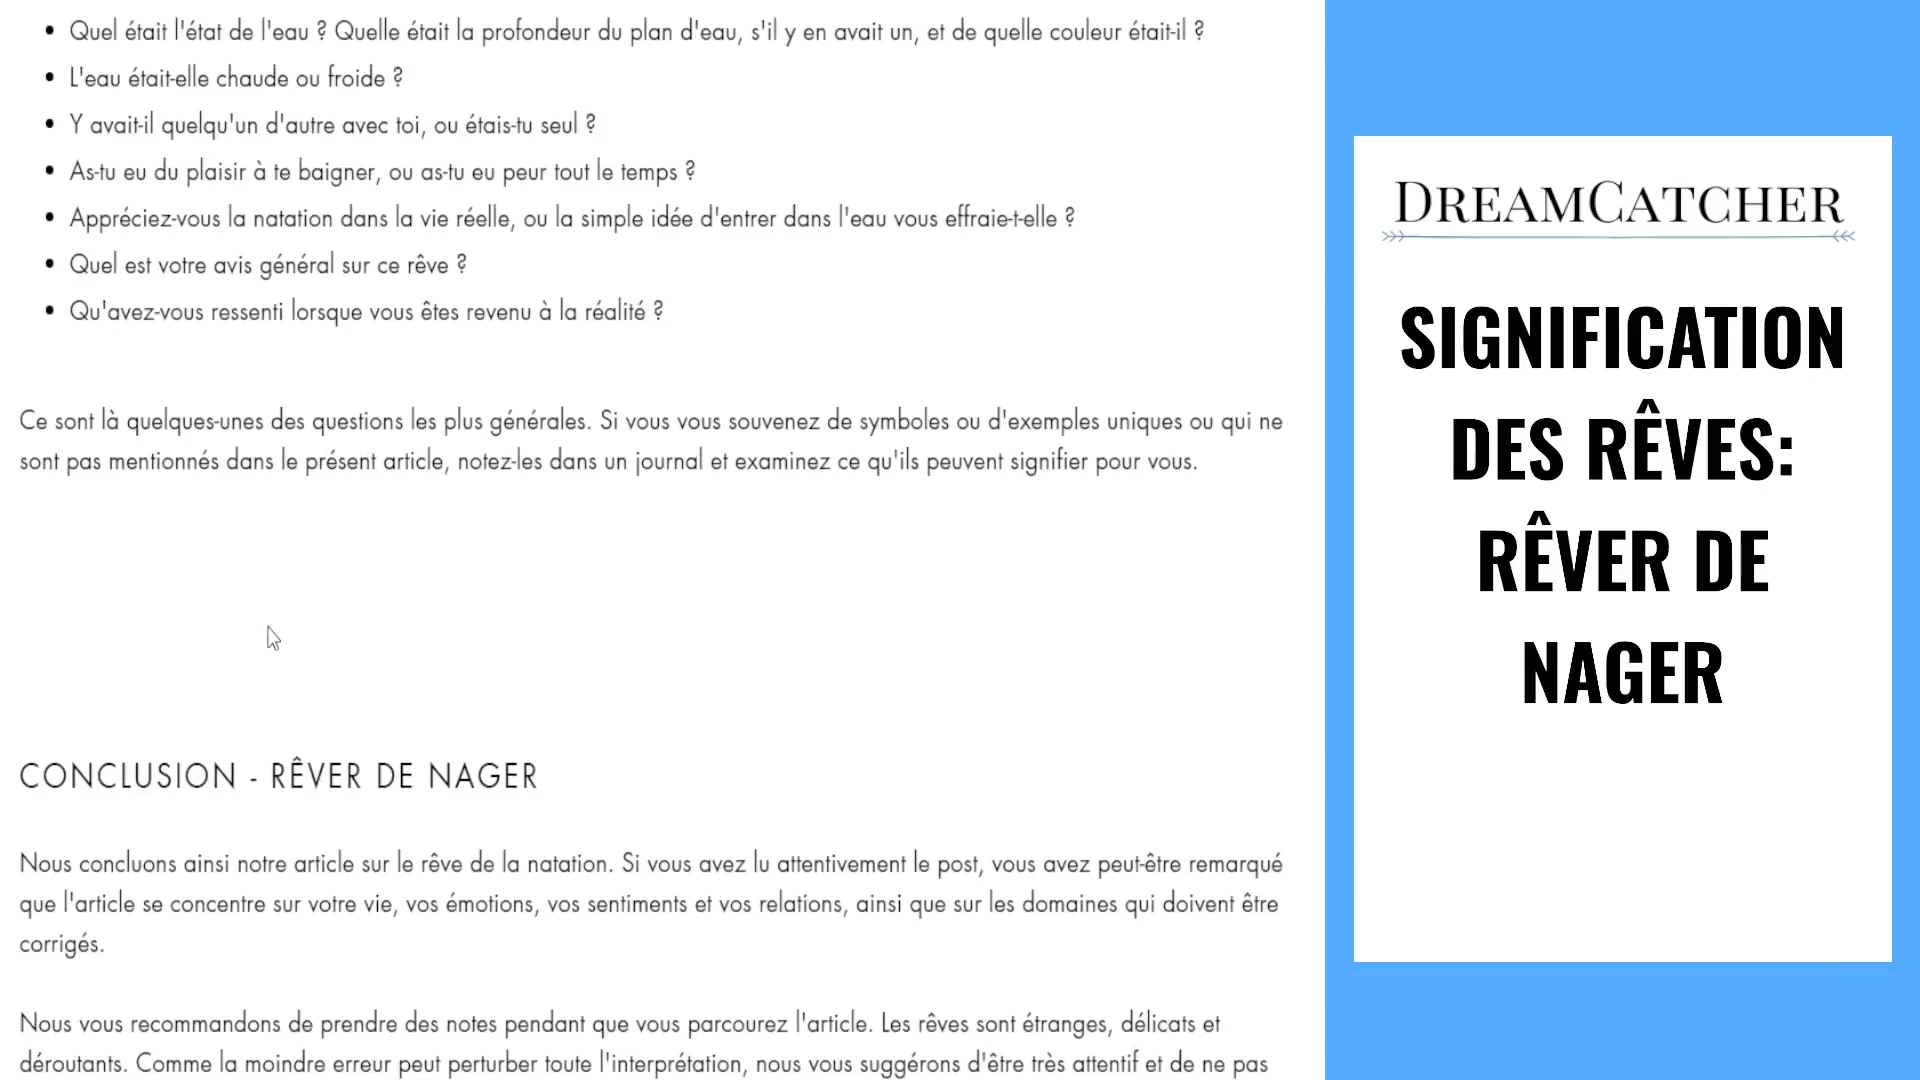 Quel était l'état de l'eau ? Quelle était la profondeur du plan d'eau, s'il y en avait un, et de quelle couleur était-il ?
L'eau était-elle chaude ou froide ?
Y avait-il quelqu'un d'autre avec toi, ou étais-tu seul ?
As-tu eu du plaisir à te baigner, ou as-tu eu peur tout le temps ?
Appréciez-vous la natation dans la vie réelle, ou la simple idée d'entrer dans l'eau vous effraie-t-elle ?
Quel est votre avis général sur ce rêve ?
Qu'avez-vous ressenti lorsque vous êtes revenu à la réalité ?
Ce sont là quelques-unes des questions les plus générales. Si vous vous souvenez de symboles ou d'exemples uniques ou qui ne
sont pas mentionnés dans le présent article, notez-les dans un journal et examinez ce qu'ils peuvent signifier pour vous.
CONCLUSION - RÊVER DE NAGER
Nous concluons ainsi notre article sur le rêve de la natation. Si vous avez lu attentivement le post, vous avez peut-être remarqué
que l'article se concentre sur votre vie, vos émotions, vos sentiments et vos relations, ainsi que sur les domaines qui doivent être
corrigés.
Nous vous recommandons de prendre des notes pendant que vous parcourez l'article. Les rêves sont étranges, délicats et
déroutants. Comme la moindre erreur peut perturber toute l'interprétation, nous vous suggérons d'être très attentif et de ne pas
DREAMCATCHER
SIGNIFICATION
DES RÊVES:
RÊVER DE
NAGER